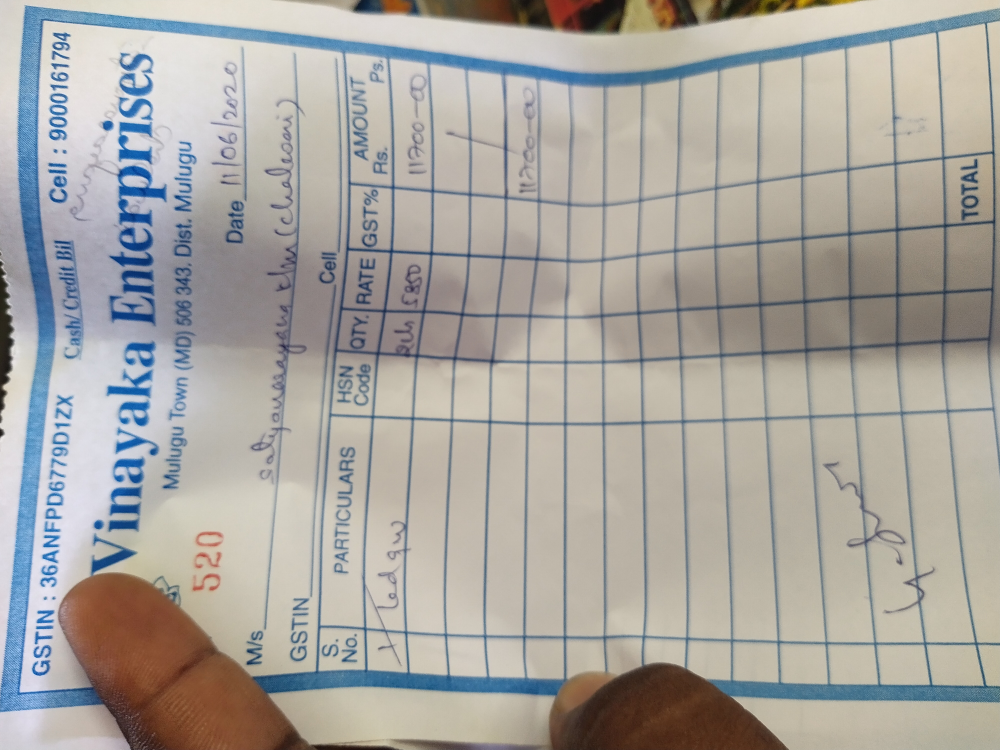 GSTIN : 36ANFPD6779D1ZX Cash/ Credit Bil Cell : 9000161794
Vinayaka Enterprises
Mulugu Town (MD) 506 343. Dist. Mulugu
520 Date 11/06/2020
M/s satyanarayana
GSTIN Cell
S. No. PARTICULARS HSN Code QTY. RATE GST% AMOUNT Rs. Ps.
5850 11700-00
11700-00
TOTAL